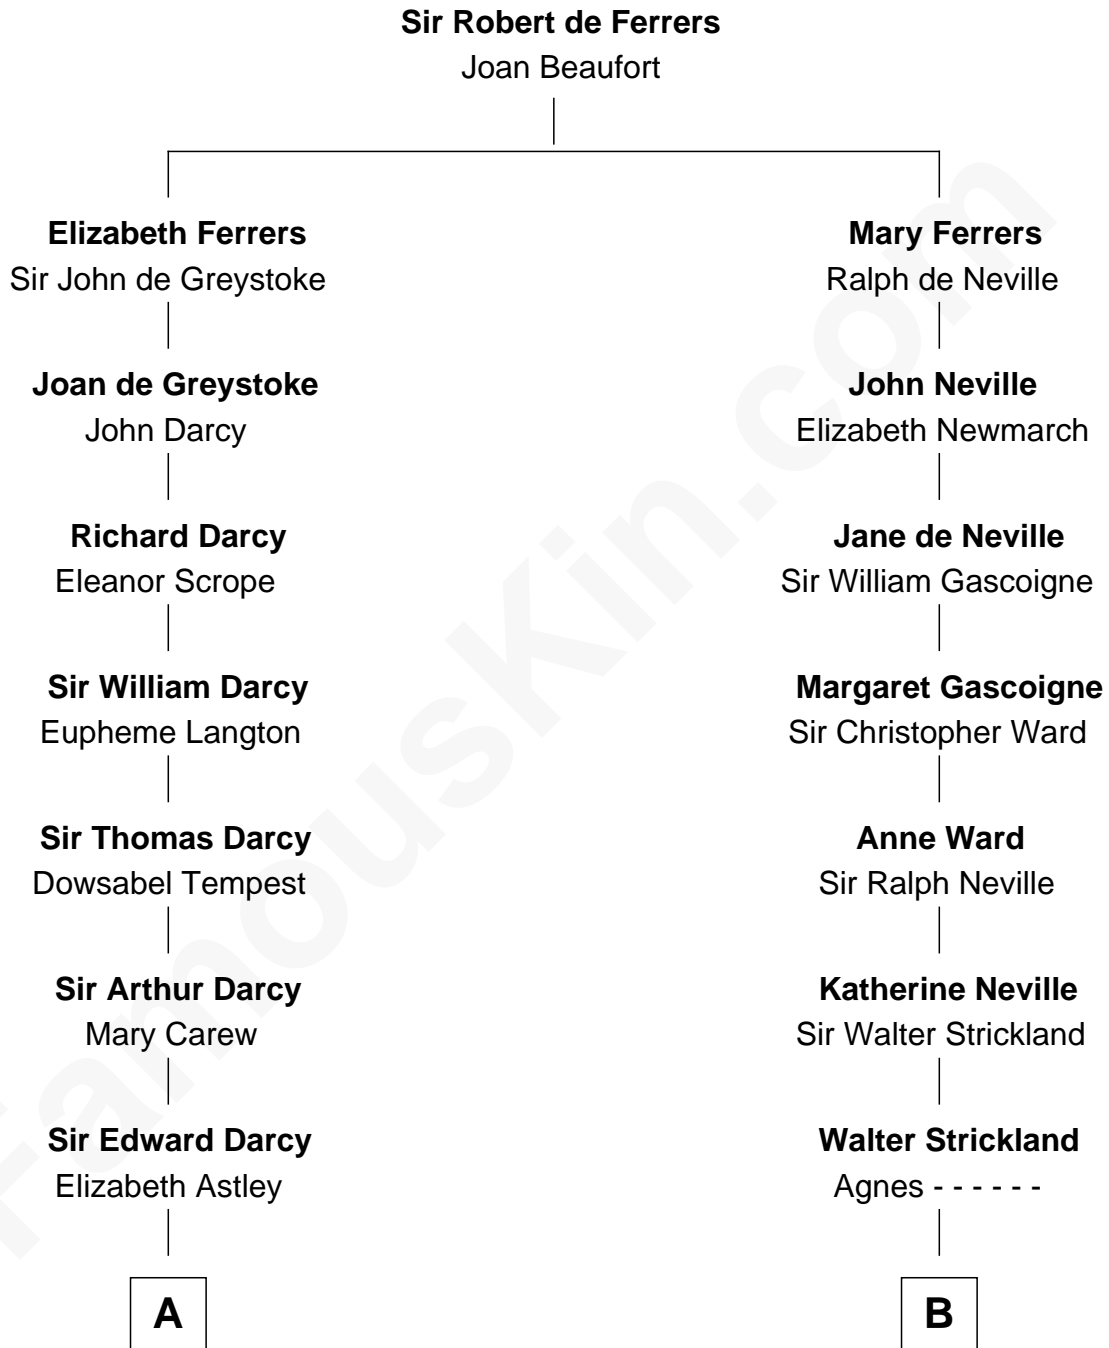 Sir Robert de Ferrers
Joan Beaufort
Elizabeth Ferrers
Sir John de Greystoke
Mary Ferrers
Ralph de Neville
Joan de Greystoke
John Darcy
John Neville
Elizabeth Newmarch
Richard Darcy
Eleanor Scrope
Jane de Neville
Sir William Gascoigne
Sir William Darcy
Eupheme Langton
Margaret Gascoigne
Sir Christopher Ward
Sir Thomas Darcy
Dowsabel Tempest
Anne Ward
Sir Ralph Neville
Sir Arthur Darcy
Mary Carew
Katherine Neville
Sir Walter Strickland
Sir Edward Darcy
Elizabeth Astley
Walter Strickland
Agnes - - - - - -
A
B
FamousKin.com